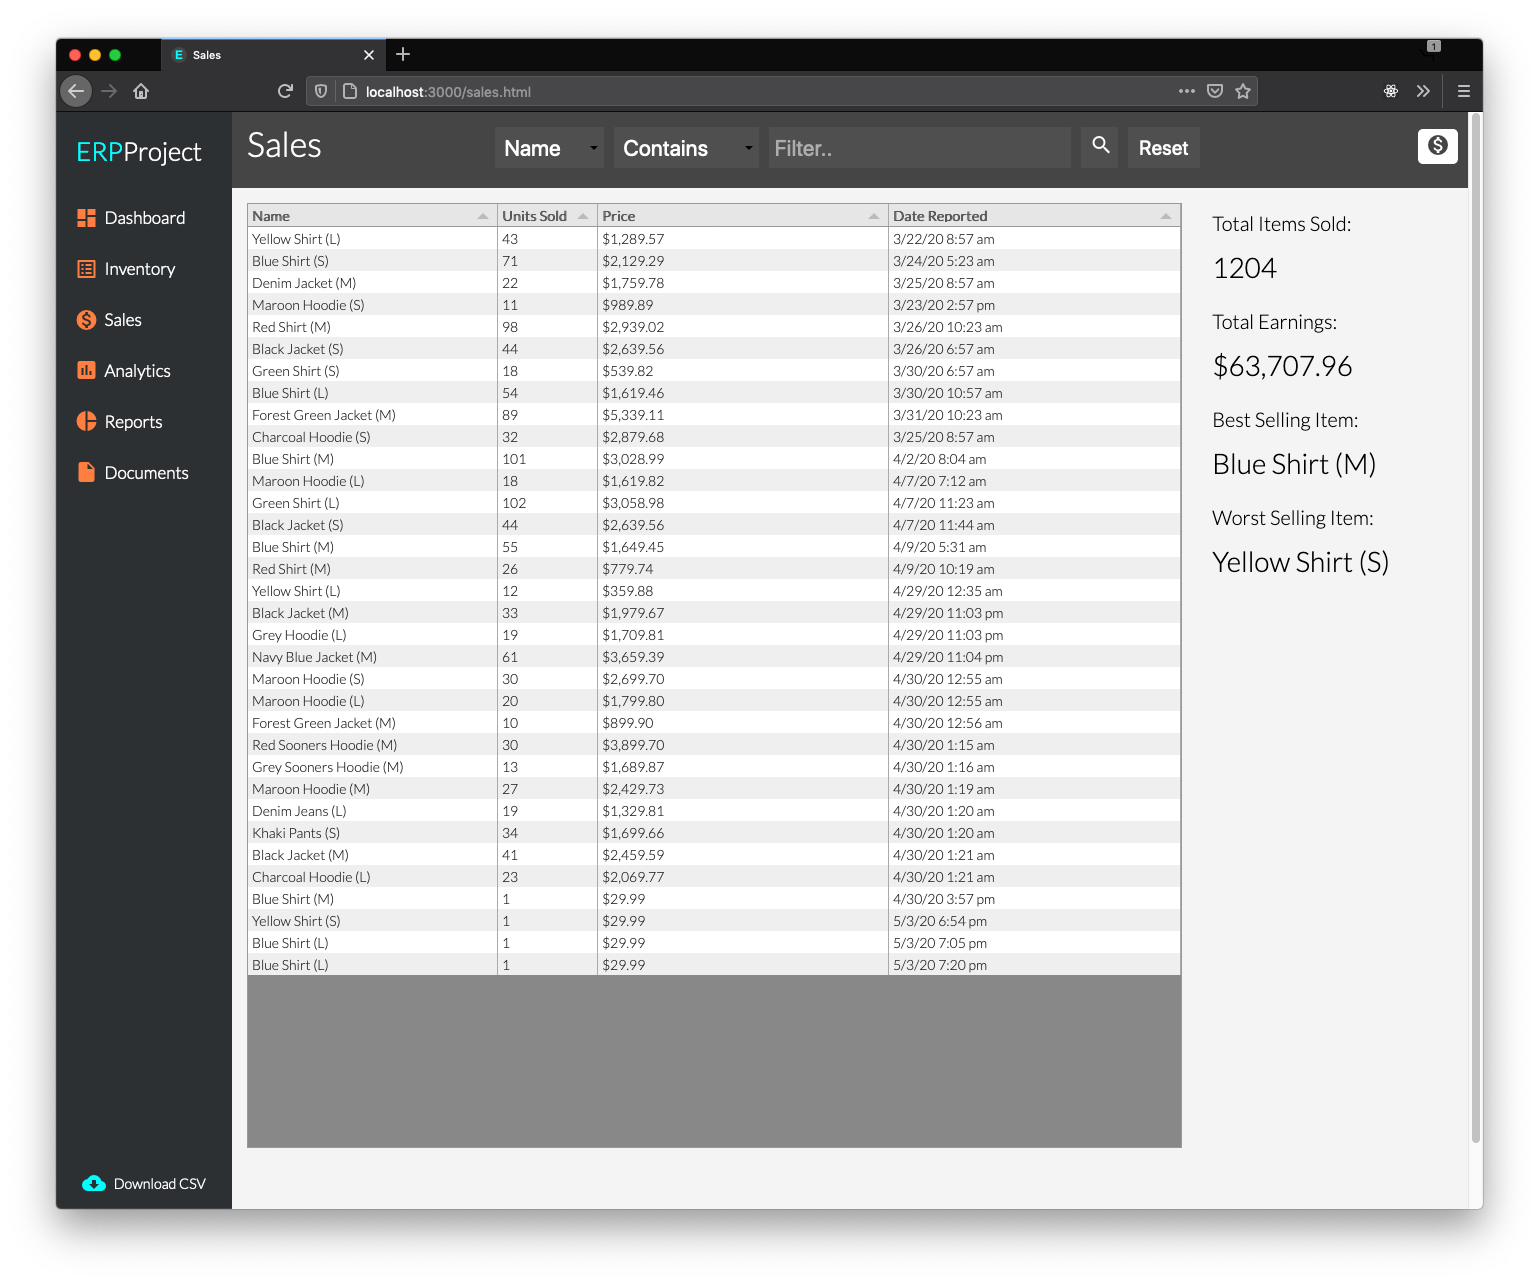 1
E Sales
localhost:3000/sales.html
ERPProject
Dashboard
Inventory
Sales
Analytics
Reports
Documents
Download CSV
Sales Name Contains Filter.. Reset
Name Units Sold Price Date Reported
Yellow Shirt (L) 43 $1,289.57 3/22/20 8:57 am
Blue Shirt (S) 71 $2,129.29 3/24/20 5:23 am
Denim Jacket (M) 22 $1,759.78 3/25/20 8:57 am
Maroon Hoodie (S) 11 $989.89 3/23/20 2:57 pm
Red Shirt (M) 98 $2,939.02 3/26/20 10:23 am
Black Jacket (S) 44 $2,639.56 3/26/20 6:57 am
Green Shirt (S) 18 $539.82 3/30/20 6:57 am
Blue Shirt (L) 54 $1,619.46 3/30/20 10:57 am
Forest Green Jacket (M) 89 $5,339.11 3/31/20 10:23 am
Charcoal Hoodie (S) 32 $2,879.68 3/25/20 8:57 am
Blue Shirt (M) 101 $3,028.99 4/2/20 8:04 am
Maroon Hoodie (L) 18 $1,619.82 4/7/20 7:12 am
Green Shirt (L) 102 $3,058.98 4/7/20 11:23 am
Black Jacket (S) 44 $2,639.56 4/7/20 11:44 am
Blue Shirt (M) 55 $1,649.45 4/9/20 5:31 am
Red Shirt (M) 26 $779.74 4/9/20 10:19 am
Yellow Shirt (L) 12 $359.88 4/29/20 12:35 am
Black Jacket (M) 33 $1,979.67 4/29/20 11:03 pm
Grey Hoodie (L) 19 $1,709.81 4/29/20 11:03 pm
Navy Blue Jacket (M) 61 $3,659.39 4/29/20 11:04 pm
Maroon Hoodie (S) 30 $2,699.70 4/30/20 12:55 am
Maroon Hoodie (L) 20 $1,799.80 4/30/20 12:55 am
Forest Green Jacket (M) 10 $899.90 4/30/20 12:56 am
Red Sooners Hoodie (M) 30 $3,899.70 4/30/20 1:15 am
Grey Sooners Hoodie (M) 13 $1,689.87 4/30/20 1:16 am
Maroon Hoodie (M) 27 $2,429.73 4/30/20 1:19 am
Denim Jeans (L) 19 $1,329.81 4/30/20 1:20 am
Khaki Pants (S) 34 $1,699.66 4/30/20 1:20 am
Black Jacket (M) 41 $2,459.59 4/30/20 1:21 am
Charcoal Hoodie (L) 23 $2,069.77 4/30/20 1:21 am
Blue Shirt (M) 1 $29.99 4/30/20 3:57 pm
Yellow Shirt (S) 1 $29.99 5/3/20 6:54 pm
Blue Shirt (L) 1 $29.99 5/3/20 7:05 pm
Blue Shirt (L) 1 $29.99 5/3/20 7:20 pm
Total Items Sold:
1204
Total Earnings:
$63,707.96
Best Selling Item:
Blue Shirt (M)
Worst Selling Item:
Yellow Shirt (S)